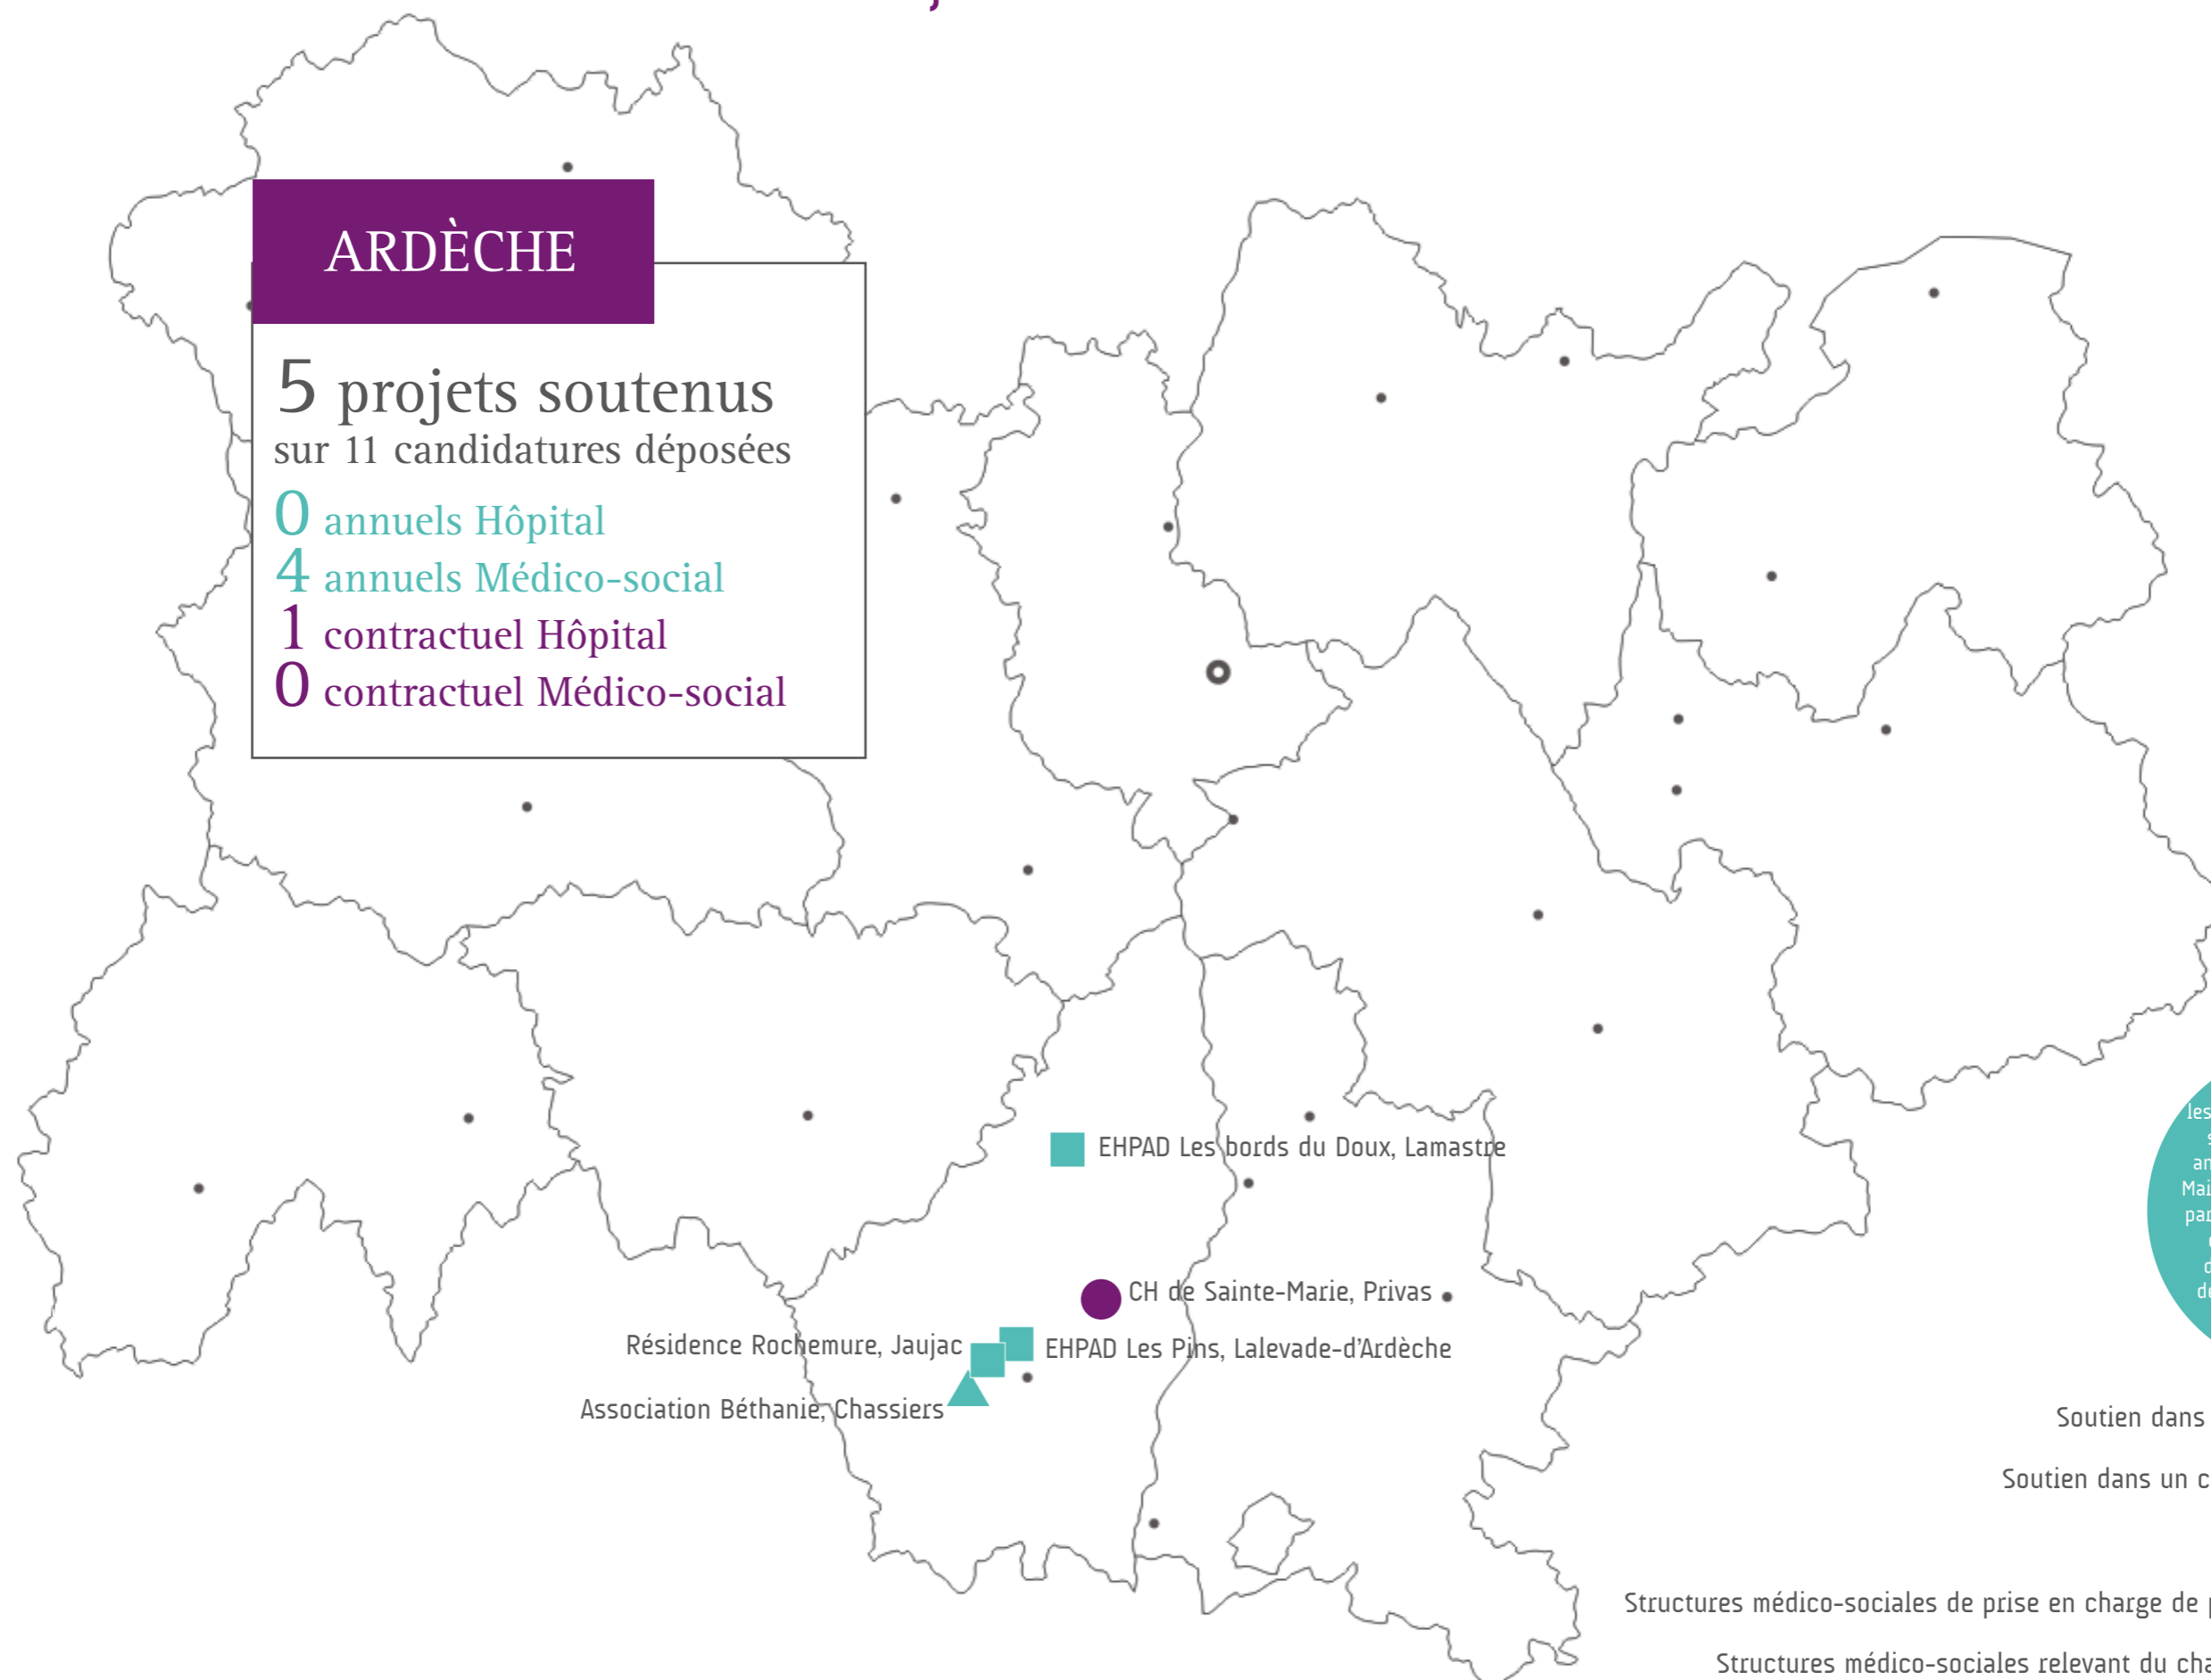 ARDÈCHE
5 projets soutenus
sur 11 candidatures déposées
0 annuels Hôpital
4 annuels Médico-social
1 contractuel Hôpital
0 contractuel Médico-social
EHPAD Les bords du Doux, Lamastre
CH de Sainte-Marie, Privas
Résidence Rochemure, Jaujac
EHPAD Les Pins, Lalevade-d'Ardèche
Association Béthanie, Chassiers
les
Soutien dans
Soutien dans un
Structures médico-sociales de prise en charge de
Structures médico-sociales relevant du